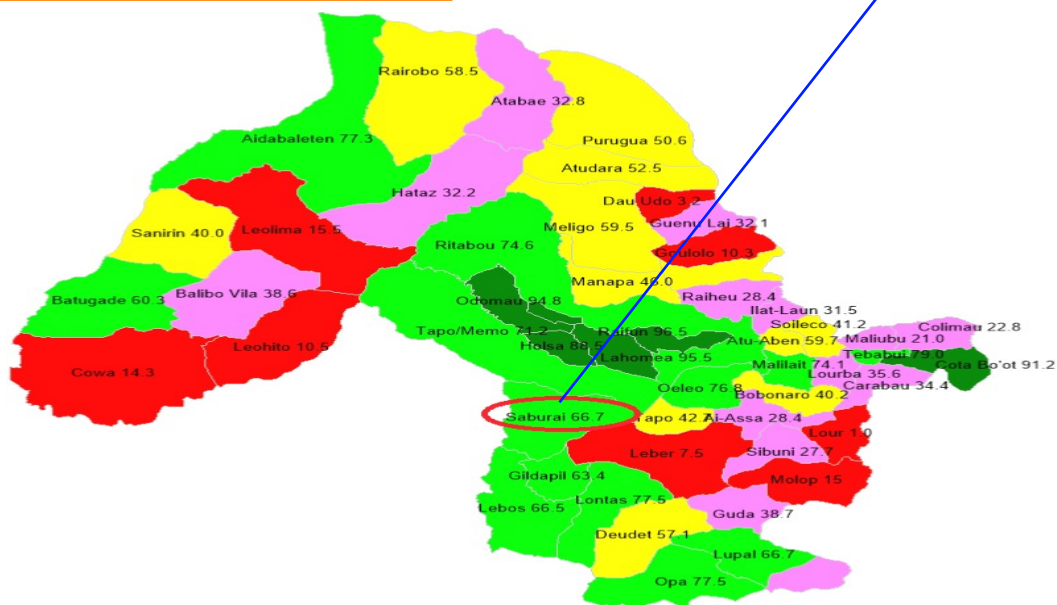 Rairobo 58.5
Atabae 32.8
Aidabaleten 77.3
Purugua 50.6
Atudara 52.5
Hataz 32.2
Dau Udo 3.2
Guenu Lai 32.1
Sanirin 40.0
Leolima 15.5
Meligo 59.5
Ritabou 74.6
Goulolo 10.3
Manapa 46.0
Batugade 60.3
Balibo Vila 38.6
Odomau 94.8
Raiheu 28.4
Ilat-Laun 31.5
Soileco 41.2
Colimau 22.8
Tapo/Memo 71.2
Raifun 96.5
Maliubu 21.0
Leohito 10.5
Holsa 88.5
Atu-Aben 59.7
Tebabui 79.0
Cowa 14.3
Lahomea 95.5
Malilait 74.1
Cota Bo'ot 91.2
Lourba 35.6
Oeleo 76.8
Carabau 34.4
Bobonaro 40.2
Saburai 66.7
Tapo 42.7
Ai-Assa 28.4
Lour 1.0
Leber 7.5
Sibuni 27.7
Gildapil 63.4
Molop 15
Lontas 77.5
Lebos 66.5
Guda 38.7
Deudet 57.1
Lupal 66.7
Opa 77.5